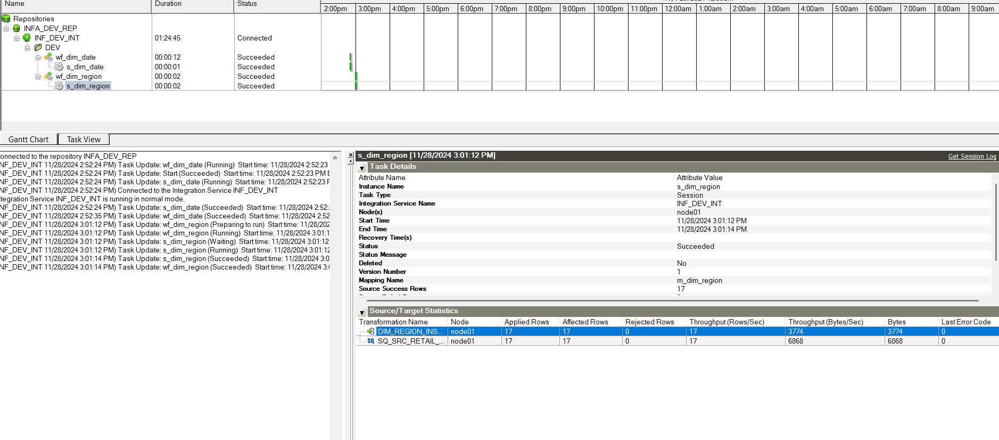 Name Duration Status
2:00pm 3:00pm 4:00pm 5:00pm 6:00pm 7:00pm 8:00pm 9:00pm 10:00pm 11:00pm 12:00am 1:00am 2:00am 3:00am 4:00am 5:00am 6:00am 7:00am 8:00am 9:00am
Repositories
INFA_DEV_REP
INF_DEV_INT 01:24:45 Connected
DEV
wf_dim_date 00:00:12 Succeeded
s_dim_date 00:00:01 Succeeded
wf_dim_region 00:00:02 Succeeded
s_dim_region 00:00:02 Succeeded
Gantt Chart Task View
onnected to the repository INFA_DEV_REP
NF_DEV_INT 11/28/2024 2:52:24 PM) Task Update: wf_dim_date (Running) Start time: 11/28/2024 2:52:23
NF_DEV_INT 11/28/2024 2:52:24 PM) Task Update: Start (Succeeded) Start time: 11/28/2024 2:52:23 PM E
NF_DEV_INT 11/28/2024 2:52:24 PM) Task Update: s_dim_date (Running) Start time: 11/28/2024 2:52:23 F
NF_DEV_INT 11/28/2024 2:52:24 PM) Connected to the Integration Service INF_DEV_INT
tegration Service INF_DEV_INT is running in normal mode.
NF_DEV_INT 11/28/2024 2:52:24 PM) Task Update: s_dim_date (Succeeded) Start time: 11/28/2024 2:52:
NF_DEV_INT 11/28/2024 2:52:35 PM) Task Update: wf_dim_date (Succeeded) Start time: 11/28/2024 2:52
NF_DEV_INT 11/28/2024 3:01:12 PM) Task Update: wf_dim_region (Preparing to run) Start time: 11/28/202
NF_DEV_INT 11/28/2024 3:01:12 PM) Task Update: wf_dim_region (Running) Start time: 11/28/2024 3:01:1
NF_DEV_INT 11/28/2024 3:01:12 PM) Task Update: s_dim_region (Waiting) Start time: 11/28/2024 3:01:12
NF_DEV_INT 11/28/2024 3:01:12 PM) Task Update: s_dim_region (Running) Start time: 11/28/2024 3:01:12
NF_DEV_INT 11/28/2024 3:01:14 PM) Task Update: s_dim_region (Succeeded) Start time: 11/28/2024 3:0
NF_DEV_INT 11/28/2024 3:01:14 PM) Task Update: wf_dim_region (Succeeded) Start time: 11/28/2024 3:
s_dim_region [11/28/2024 3:01:12 PM] Get Session Log
Task Details
Attribute Name Attribute Value
Instance Name s_dim_region
Task Type Session
Integration Service Name INF_DEV_INT
Node(s) node01
Start Time 11/28/2024 3:01:12 PM
End Time 11/28/2024 3:01:14 PM
Recovery Time(s)
Status Succeeded
Status Message
Deleted No
Version Number 1
Mapping Name m_dim_region
Source Success Rows 17
Source/Target Statistics
Transformation Name Node Applied Rows Affected Rows Rejected Rows Throughput (Rows/Sec) Throughput (Bytes/Sec) Bytes Last Error Code
DIM_REGION_INS... node01 17 17 0 17 3774 3774 0
SQ SQ_SRC_RETAIL_... node01 17 17 0 17 6868 6868 0